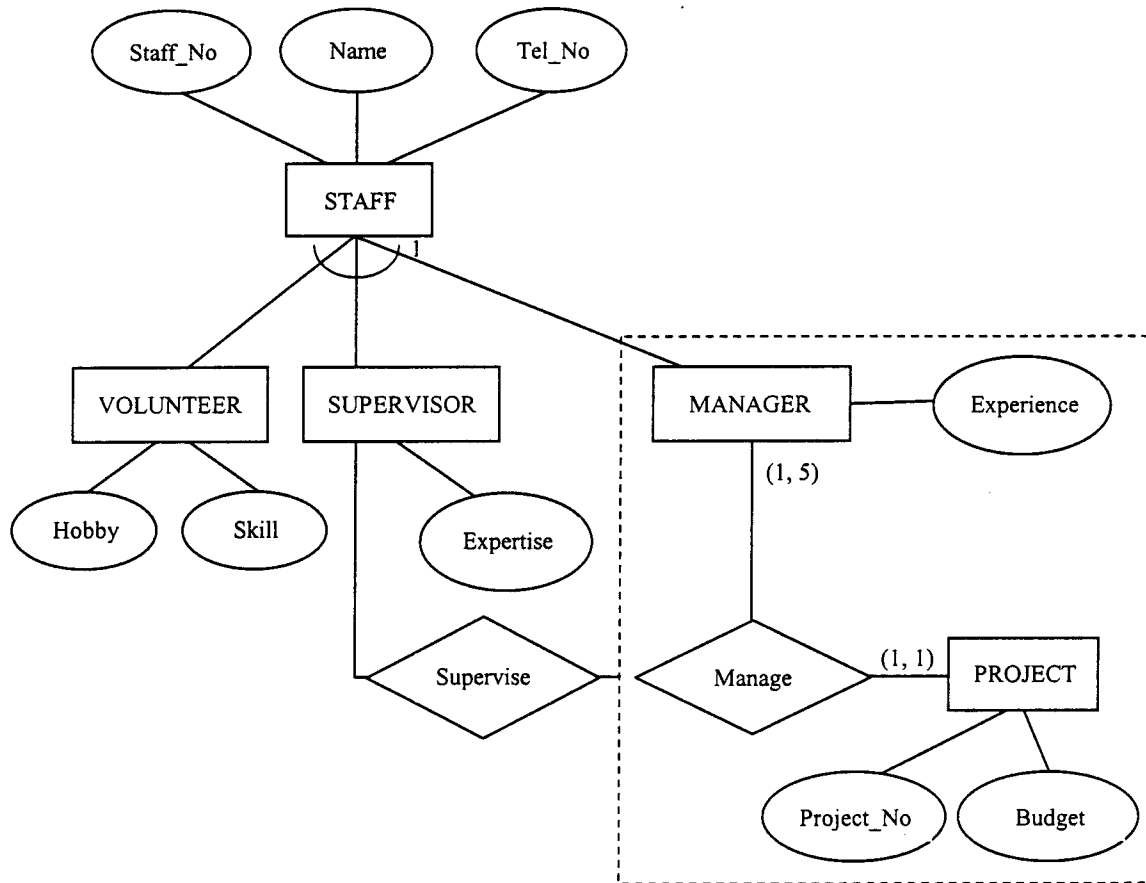 Staff_No
Name
Tel_No
STAFF
1
VOLUNTEER
SUPERVISOR
MANAGER
Experience
(1, 5)
Hobby
Skill
Expertise
Supervise
Manage
(1, 1)
PROJECT
Project_No
Budget